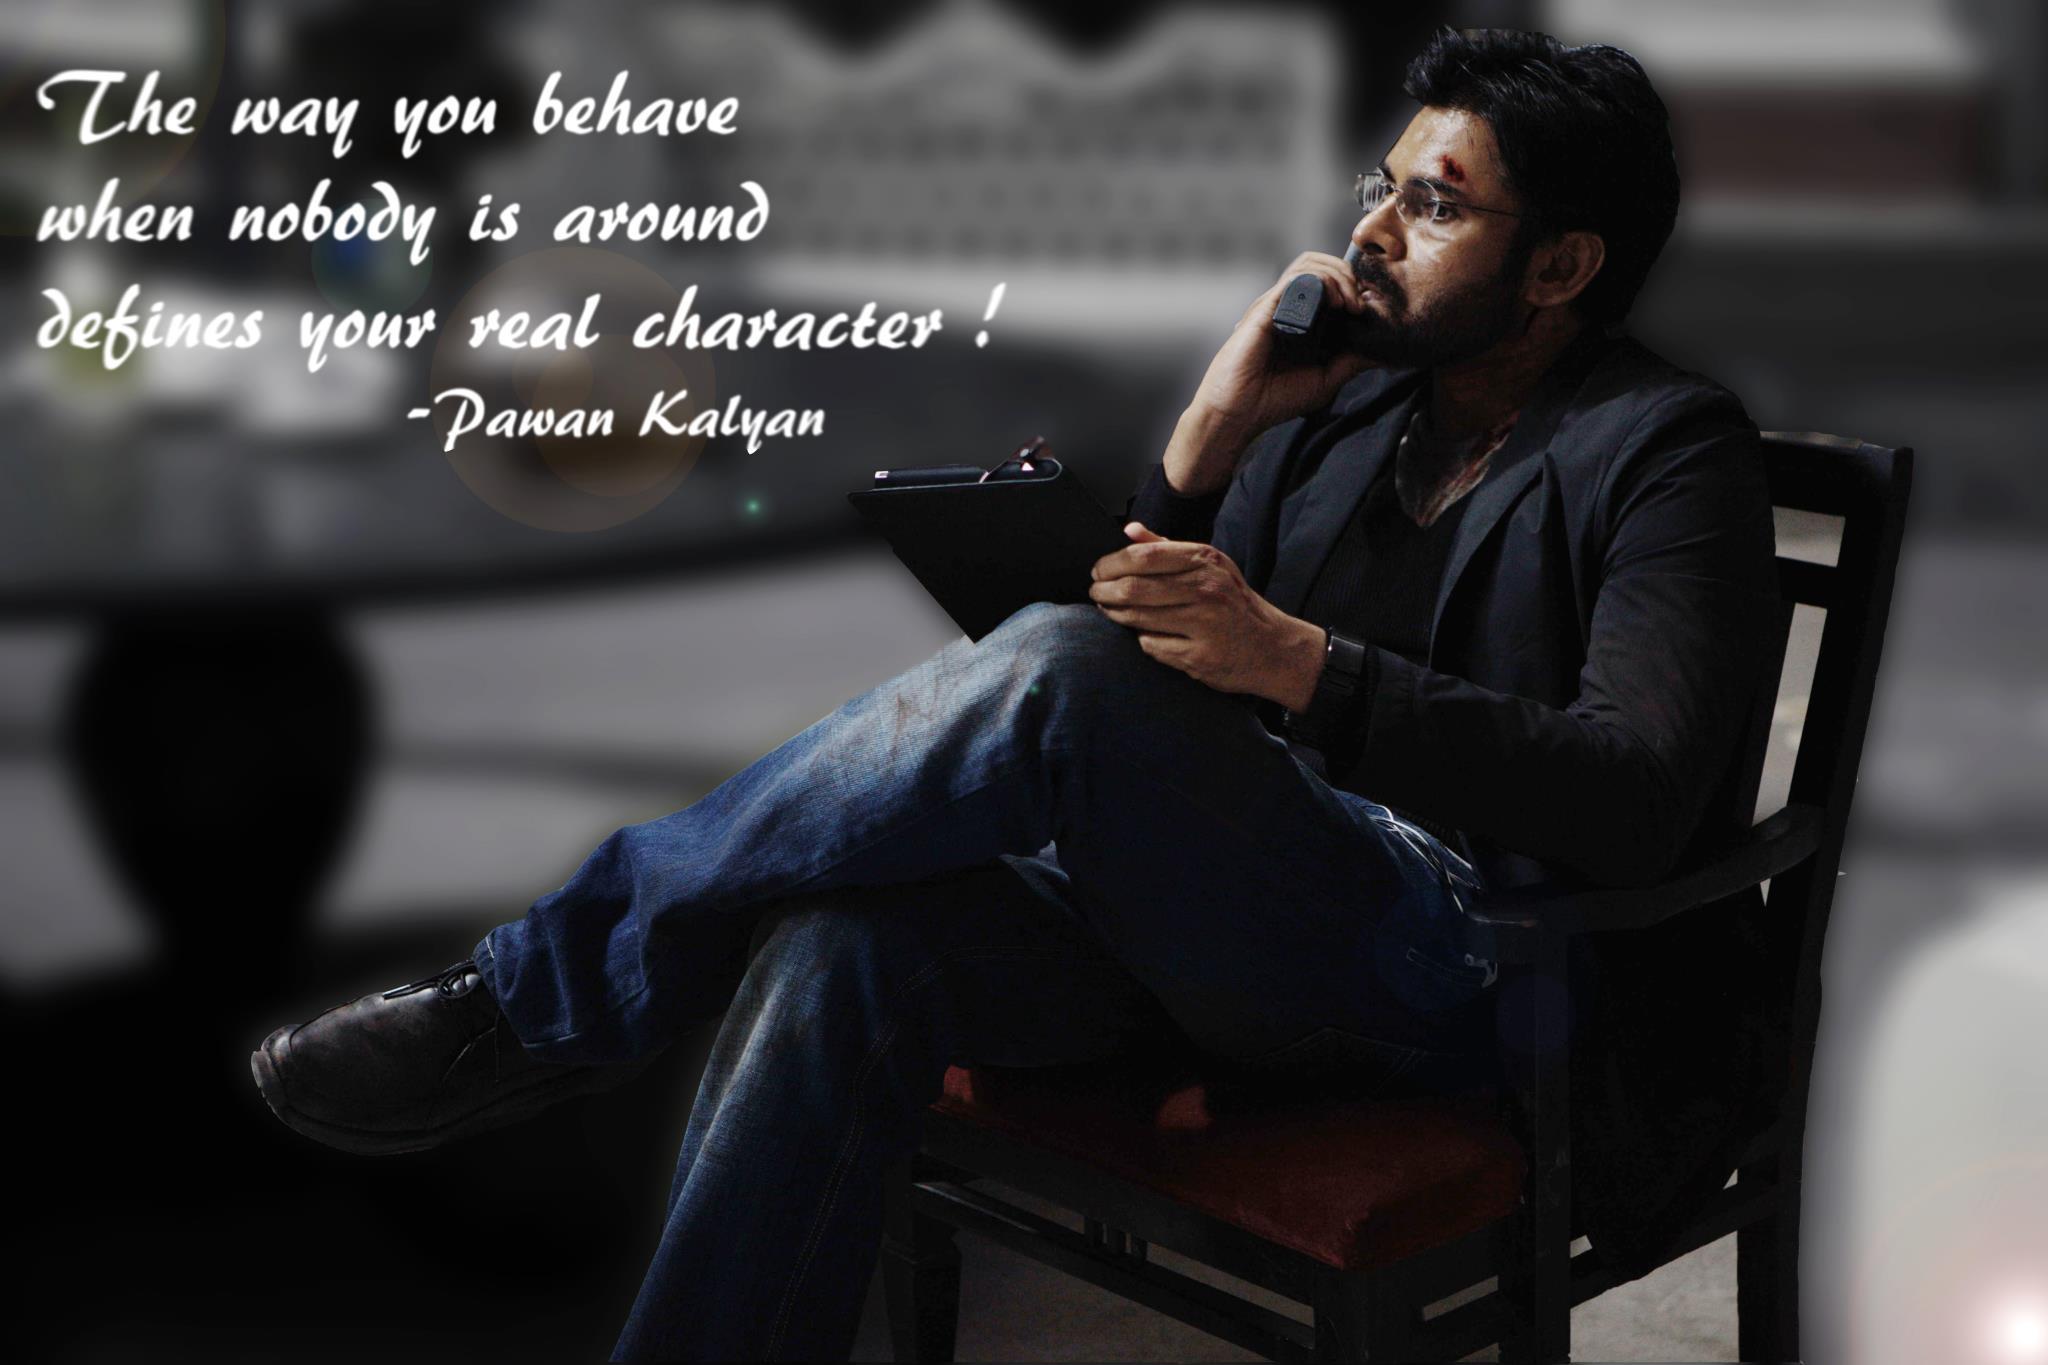 The way you behave
when nobody is around
defines your real character !
-Pawan Kalyan